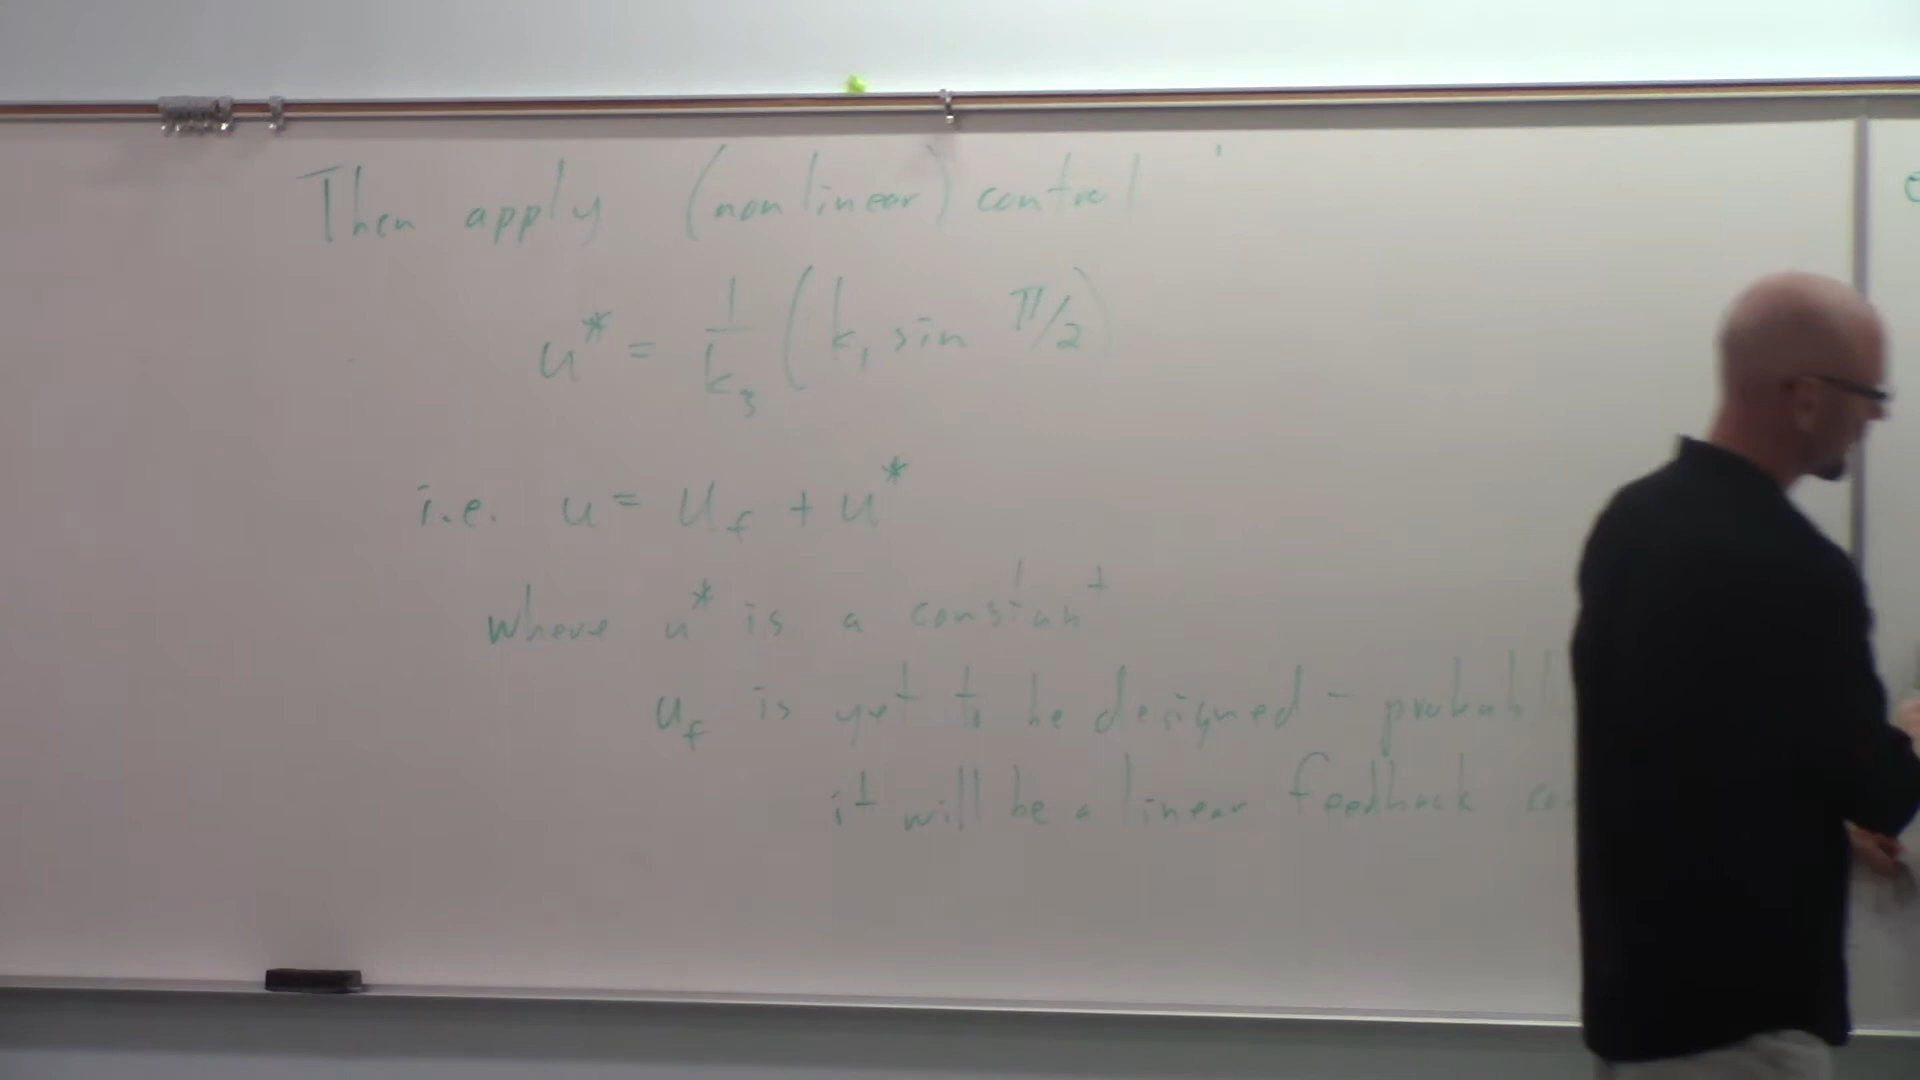 Then apply (nonlinear) control
u* = 1/k₃ (k₁ sin π/2)
i.e. u = u_f + u*
where u* is a constant
u_f is yet to be designed - probabl
it will be a linear feedback co